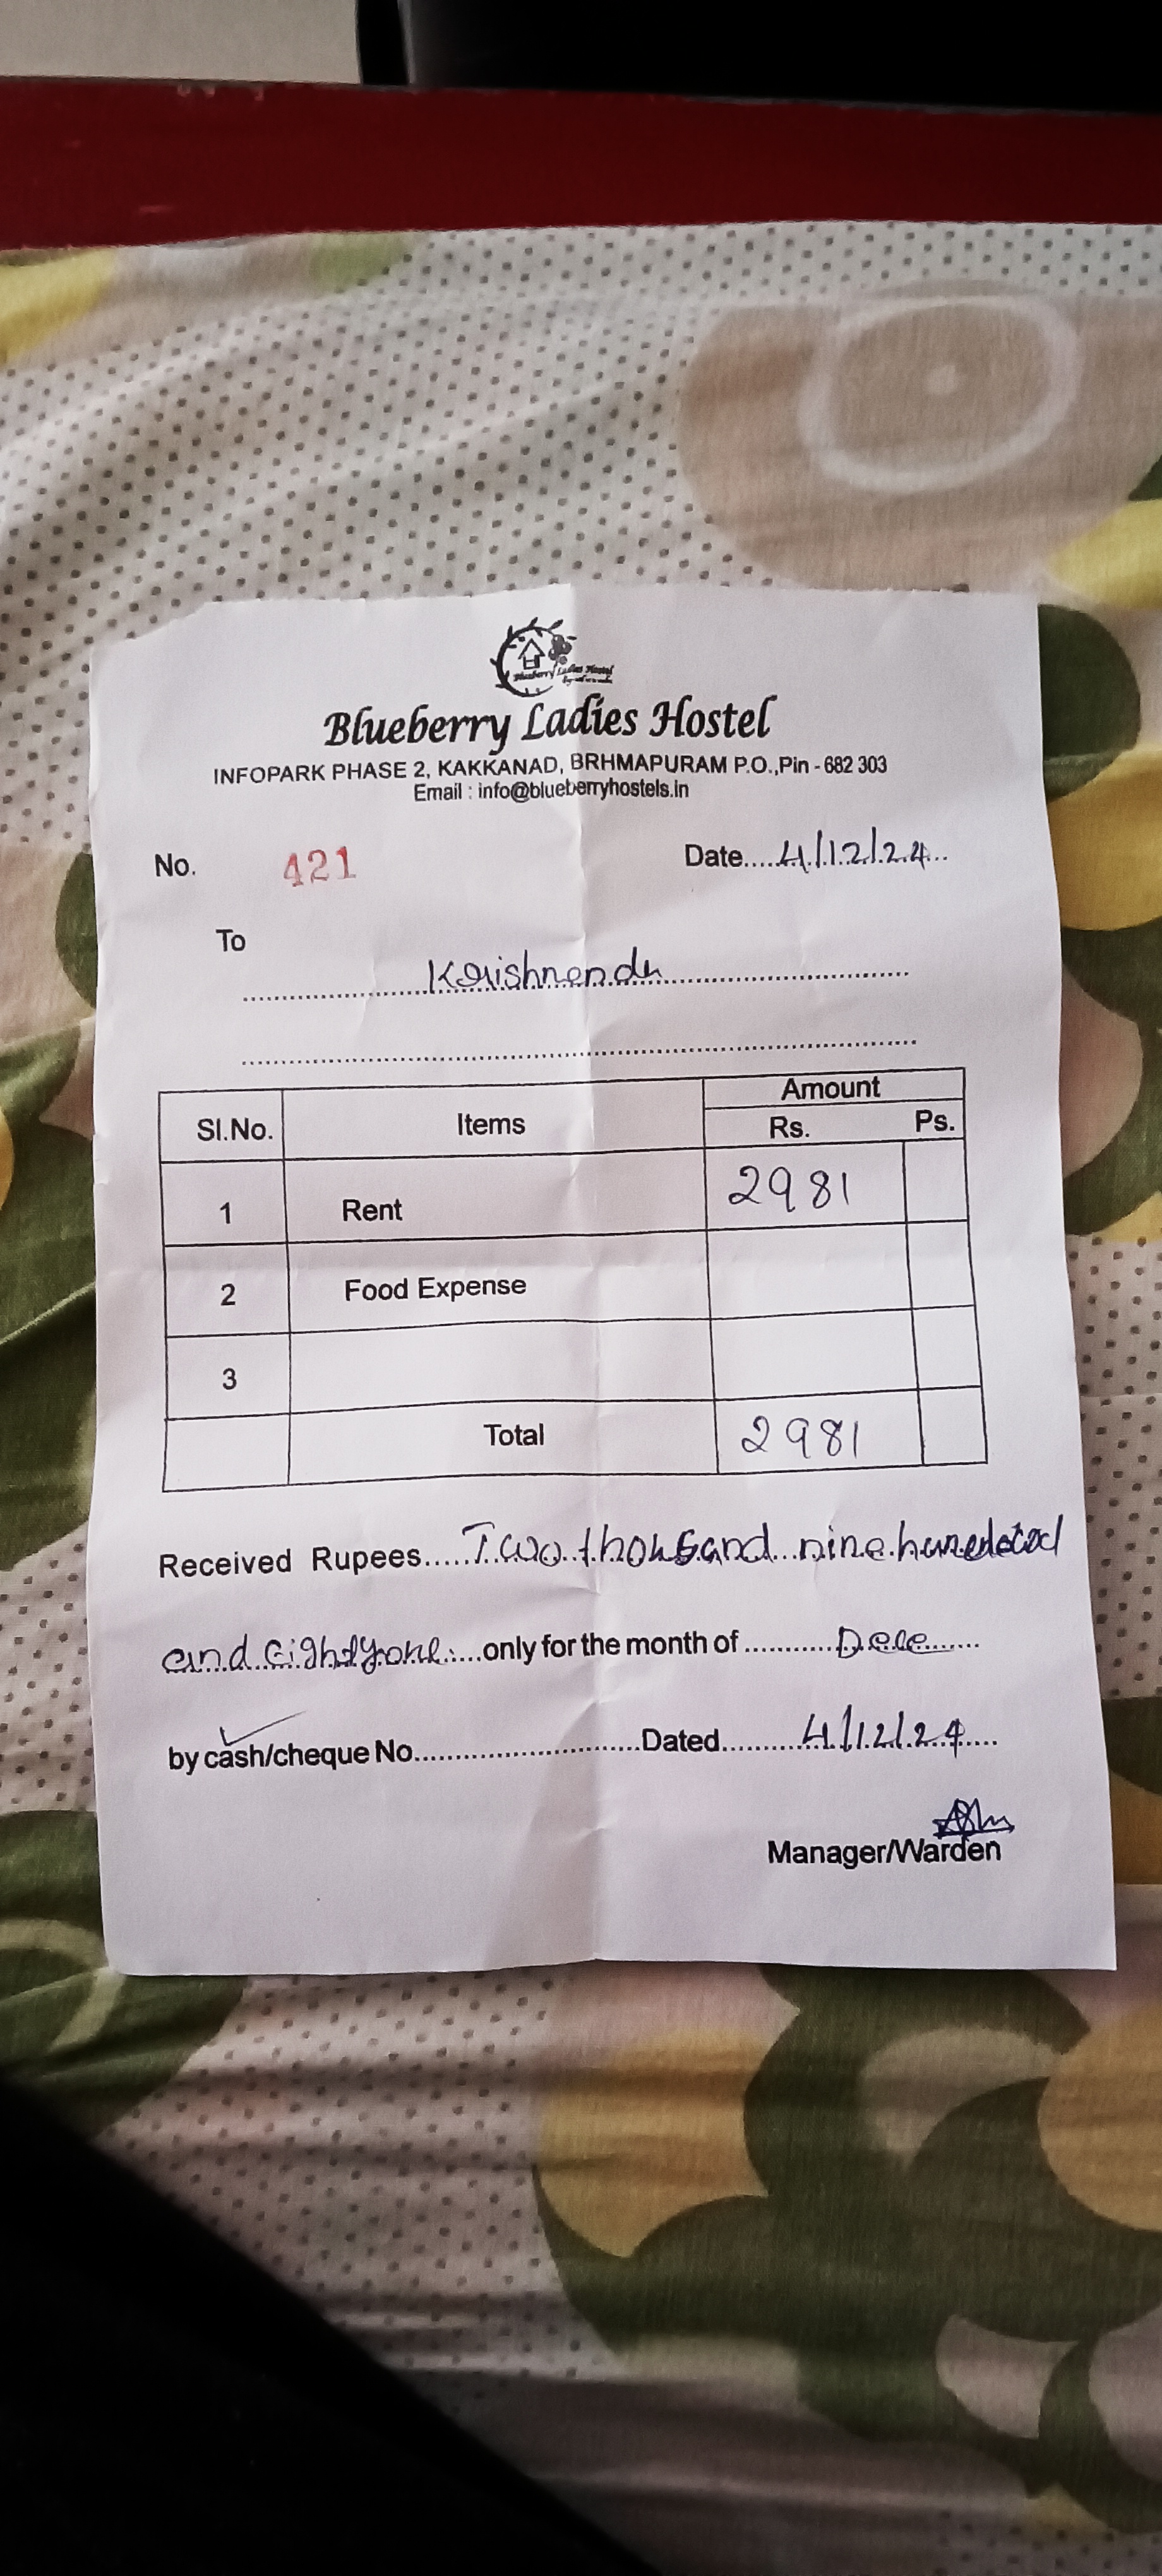 Blueberry Ladies Hostel
Blueberry Ladies Hostel
INFOPARK PHASE 2, KAKKANAD, BRHMAPURAM P.O.,Pin - 682 303
Email : info@blueberryhostels.in
No. 421 Date....4/12/24...
To
Krishnendu
Sl.No. Items Amount
Rs. Ps.
1 Rent 2981
2 Food Expense
3
Total 2981
Received Rupees.....Two thousand nine hundred
and eightyone.....only for the month of ...........Dece......
by cash/cheque No.............................Dated..........4/12/24....
Manager/Warden